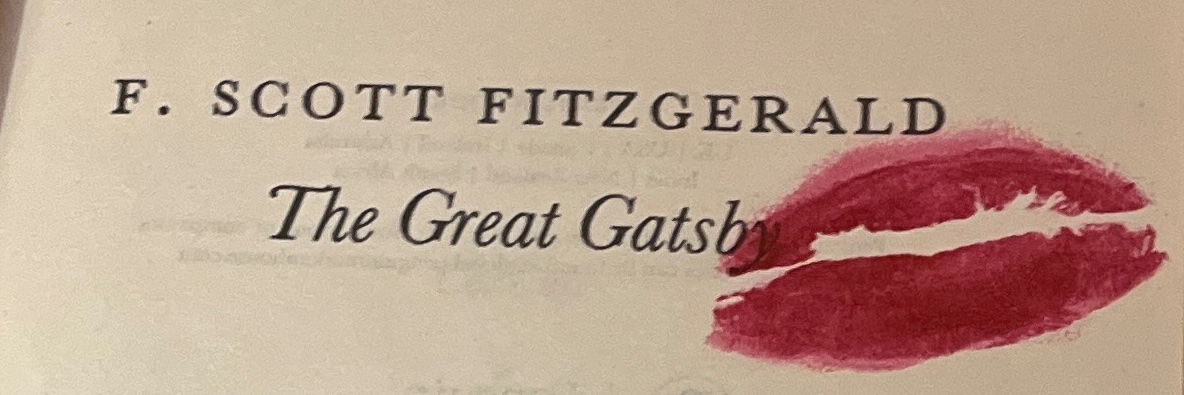 F. SCOTT FITZGERALD
The Great Gatsby